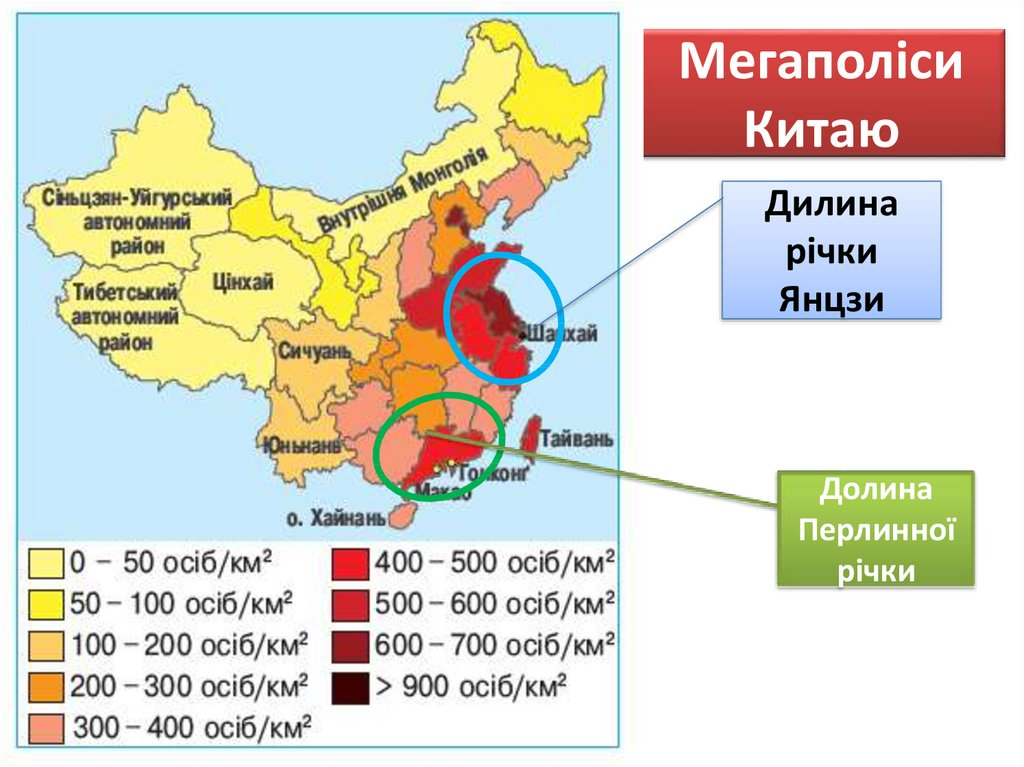 Мегаполіси
Китаю
Дилина
річки
Янцзи
Долина
Перлинної
річки
Сіньцзян-Уйгурський
автономний
район
Внутрішня Монголія
Цінхай
Тибетський
автономний
район
Сичуань
Шанхай
Юньнань
Тайвань
Гонконґ
Макао
о. Хайнань
0 – 50 осіб/км²
50 – 100 осіб/км²
100 – 200 осіб/км²
200 – 300 осіб/км²
300 – 400 осіб/км²
400 – 500 осіб/км²
500 – 600 осіб/км²
600 – 700 осіб/км²
> 900 осіб/км²